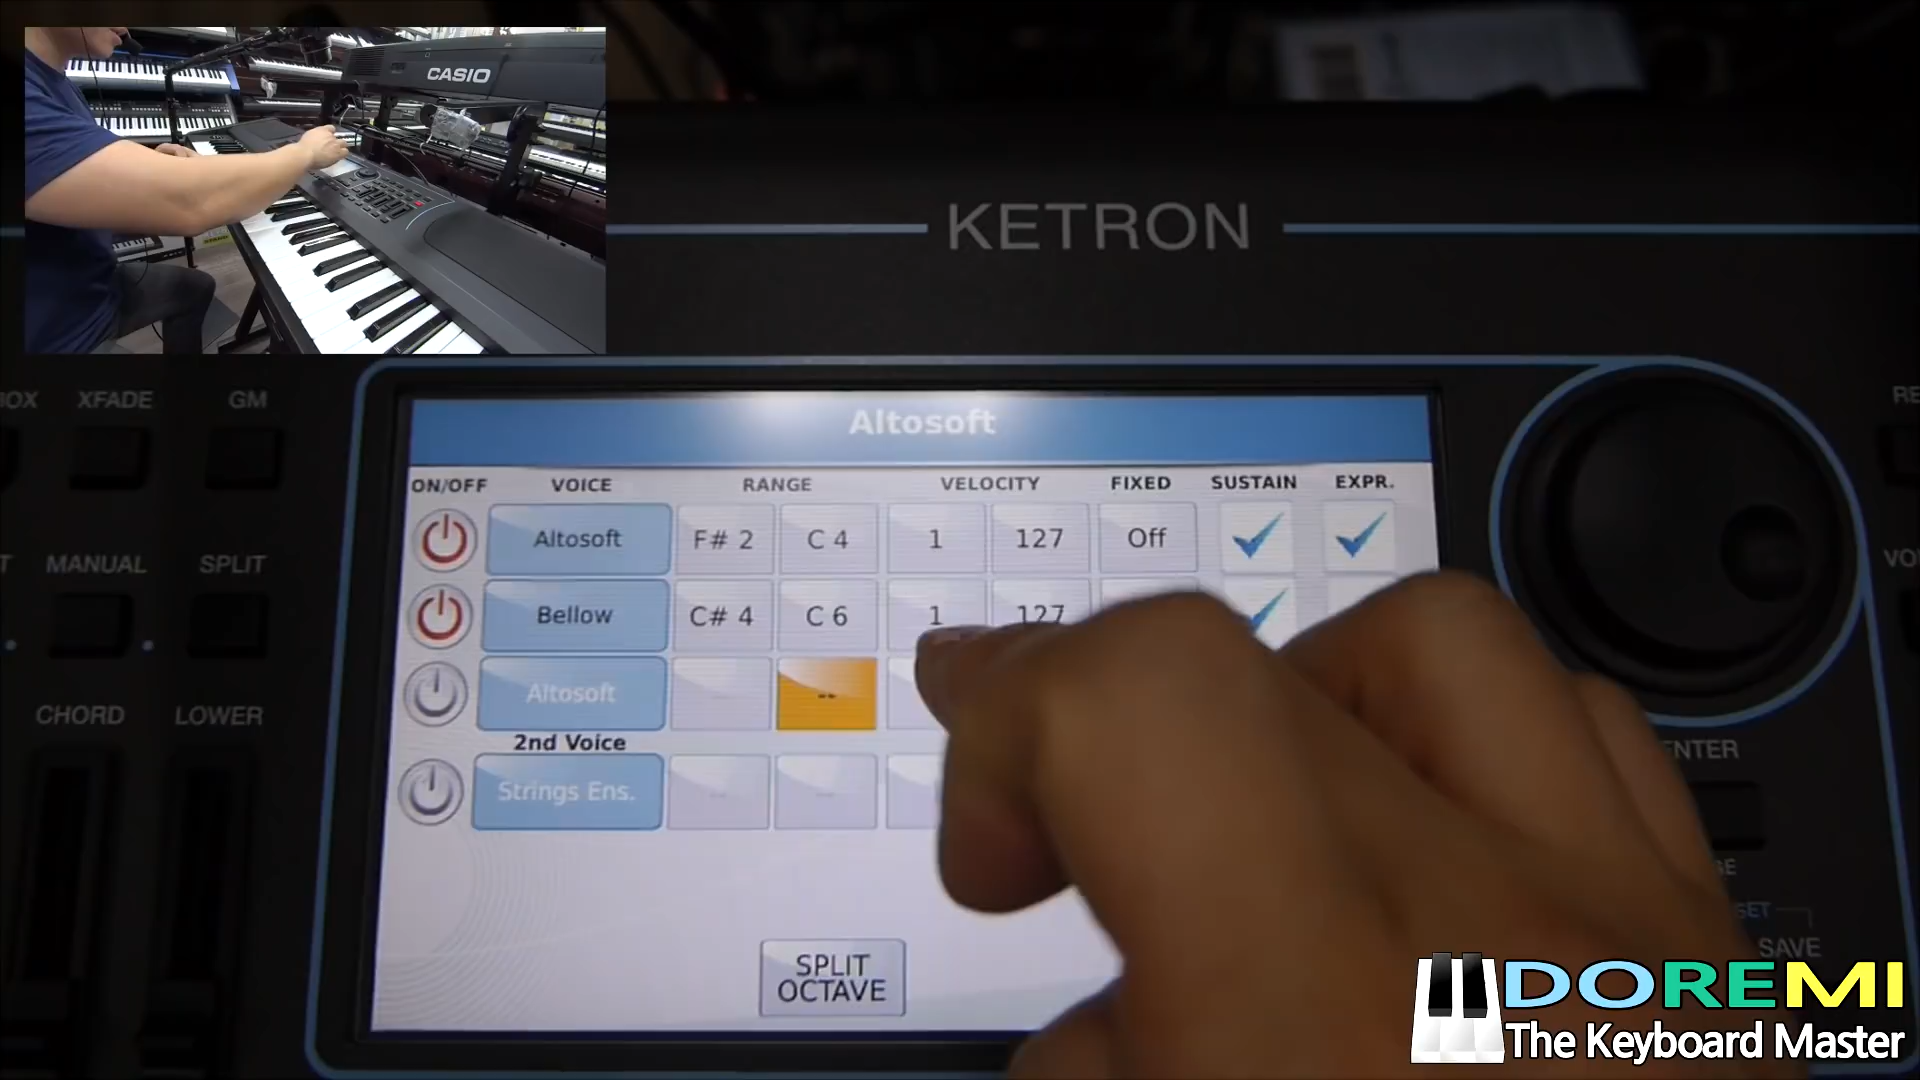 CASIO
KETRON
XFADE
GM
MANUAL
SPLIT
CHORD
LOWER
Altosoft
ON/OFF VOICE RANGE VELOCITY FIXED SUSTAIN EXPR.
Altosoft F# 2 C 4 1 127 Off
Bellow C# 4 C 6 1 127
Altosoft -- --
2nd Voice
Strings Ens. -- --
SPLIT
OCTAVE
SAVE
DOREMI
The Keyboard Master